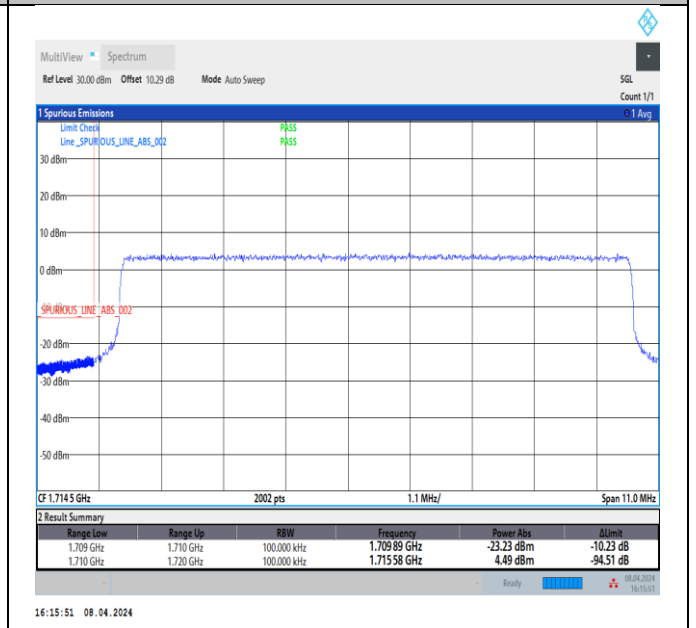 R S
MultiView Spectrum
Ref Level 30.00 dBm Offset 10.29 dB Mode Auto Sweep SGL
Count 1/1
1 Spurious Emissions 1 Avg
Limit Check PASS
Line _SPURIOUS_LINE_ABS_002 PASS
30 dBm
20 dBm
10 dBm
0 dBm
_SPURIOUS_LINE_ABS_002
-20 dBm
-30 dBm
-40 dBm
-50 dBm
CF 1.7145 GHz 2002 pts 1.1 MHz/ Span 11.0 MHz
2 Result Summary
Range Low Range Up RBW Frequency Power Abs ΔLimit
1.709 GHz 1.710 GHz 100.000 kHz 1.70989 GHz -23.23 dBm -10.23 dB
1.710 GHz 1.720 GHz 100.000 kHz 1.71558 GHz 4.49 dBm -94.51 dB
Ready 08.04.2024
16:15:51
16:15:51 08.04.2024